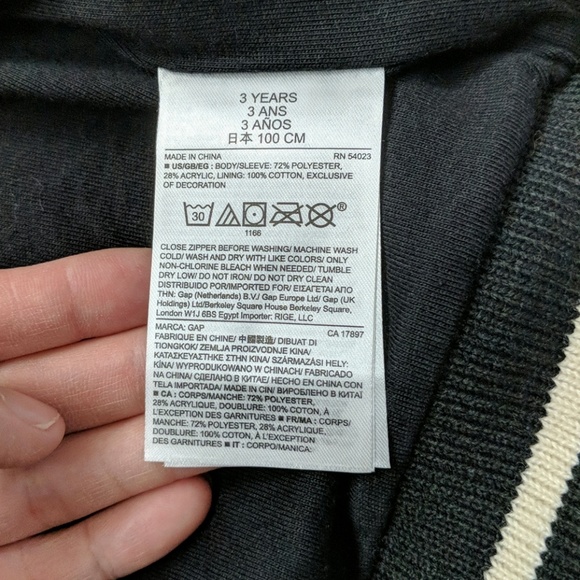 3 YEARS
3 ANS
3 AÑOS
日本 100 CM
MADE IN CHINA RN 54023
■ US/GB/EG : BODY/SLEEVE: 72% POLYESTER,
28% ACRYLIC, LINING: 100% COTTON, EXCLUSIVE
OF DECORATION
30
®
1166
CLOSE ZIPPER BEFORE WASHING/ MACHINE WASH
COLD/ WASH AND DRY WITH LIKE COLORS/ ONLY
NON-CHLORINE BLEACH WHEN NEEDED/ TUMBLE
DRY LOW/ DO NOT IRON/ DO NOT DRY CLEAN
DISTRIBUIDO POR/IMPORTED FOR/ ΕΙΣΑΓΕΤΑΙ ΑΠΟ
ΤΗΝ: Gap (Netherlands) B.V./ Gap Europe Ltd/ Gap (UK
Holdings) Ltd/Berkeley Square House Berkeley Square,
London W1J 6BS Egypt Importer: RIGE, LLC
MARCA: GAP CA 17897
FABRIQUE EN CHINE/ 中國製造/ DIBUAT DI
TIONGKOK/ ZEMLJA PROIZVODNJE KINA/
ΚΑΤΑΣΚΕΥΑΣΤΗΚΕ ΣΤΗΝ ΚΙΝΑ/ SZÁRMAZÁSI HELY:
KÍNA/ WYPRODUKOWANO W CHINACH/ FABRICADO
NA CHINA/ СДЕЛАНО В КИТАЕ/ HECHO EN CHINA CON
TELA IMPORTADA/ MADE IN CIN/ ВИРОБЛЕНО В КИТАЇ
■ CA : CORPS/MANCHE: 72% POLYESTER,
28% ACRYLIQUE, DOUBLURE: 100% COTON, À
L'EXCEPTION DES GARNITURES ■ FR/MA : CORPS/
MANCHE: 72% POLYESTER, 28% ACRYLIQUE,
DOUBLURE: 100% COTON, À L'EXCEPTION
DES GARNITURES ■ IT : CORPO/MANICA: